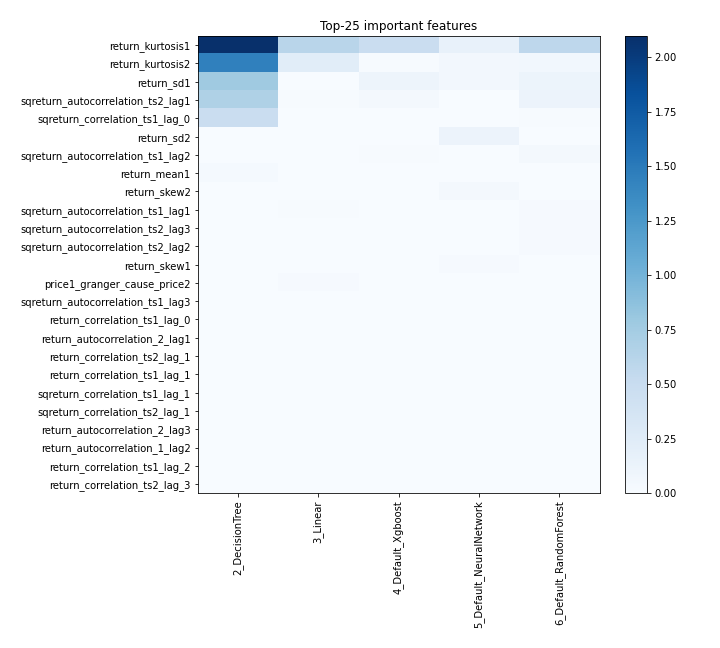 Top-25 important features
return_kurtosis1
return_kurtosis2
return_sd1
sqreturn_autocorrelation_ts2_lag1
sqreturn_correlation_ts1_lag_0
return_sd2
sqreturn_autocorrelation_ts1_lag2
return_mean1
return_skew2
sqreturn_autocorrelation_ts1_lag1
sqreturn_autocorrelation_ts2_lag3
sqreturn_autocorrelation_ts2_lag2
return_skew1
price1_granger_cause_price2
sqreturn_autocorrelation_ts1_lag3
return_correlation_ts1_lag_0
return_autocorrelation_2_lag1
return_correlation_ts2_lag_1
return_correlation_ts1_lag_1
sqreturn_correlation_ts1_lag_1
sqreturn_correlation_ts2_lag_1
return_autocorrelation_2_lag3
return_autocorrelation_1_lag2
return_correlation_ts1_lag_2
return_correlation_ts2_lag_3
2_DecisionTree
3_Linear
4_Default_Xgboost
5_Default_NeuralNetwork
6_Default_RandomForest
2.00
1.75
1.50
1.25
1.00
0.75
0.50
0.25
0.00